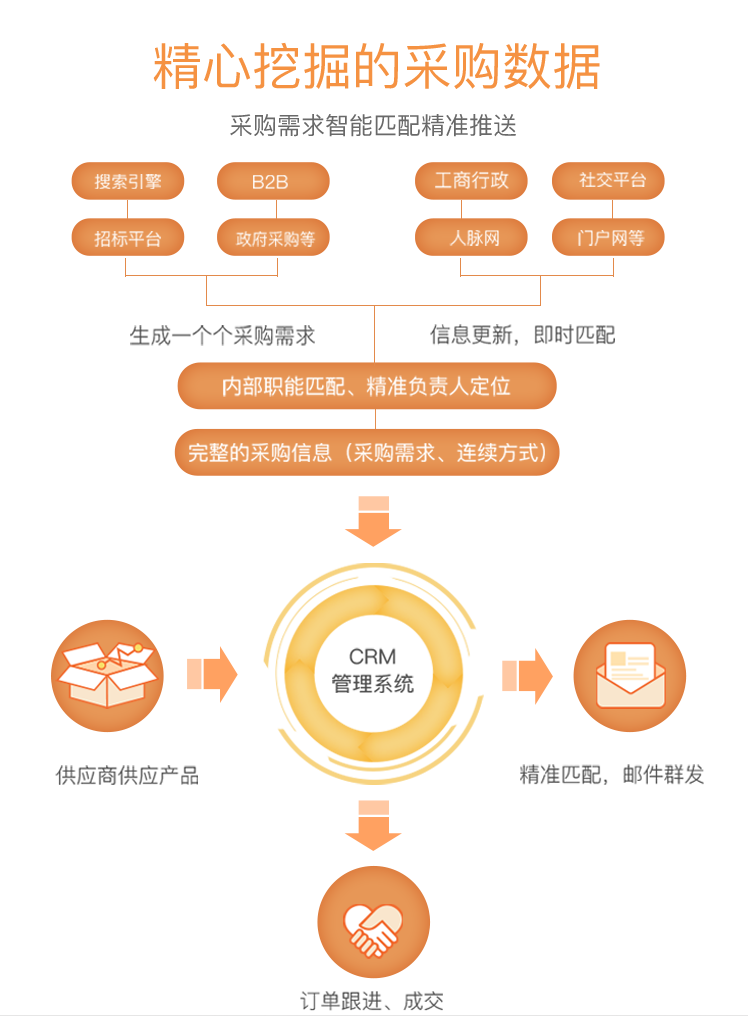 精心挖掘的采购数据
采购需求智能匹配精准推送
搜索引擎
B2B
工商行政
社交平台
招标平台
政府采购等
人脉网
门户网等
生成一个个采购需求
信息更新，即时匹配
内部职能匹配、精准负责人定位
完整的采购信息（采购需求、连续方式）
CRM
管理系统
供应商供应产品
精准匹配，邮件群发
订单跟进、成交